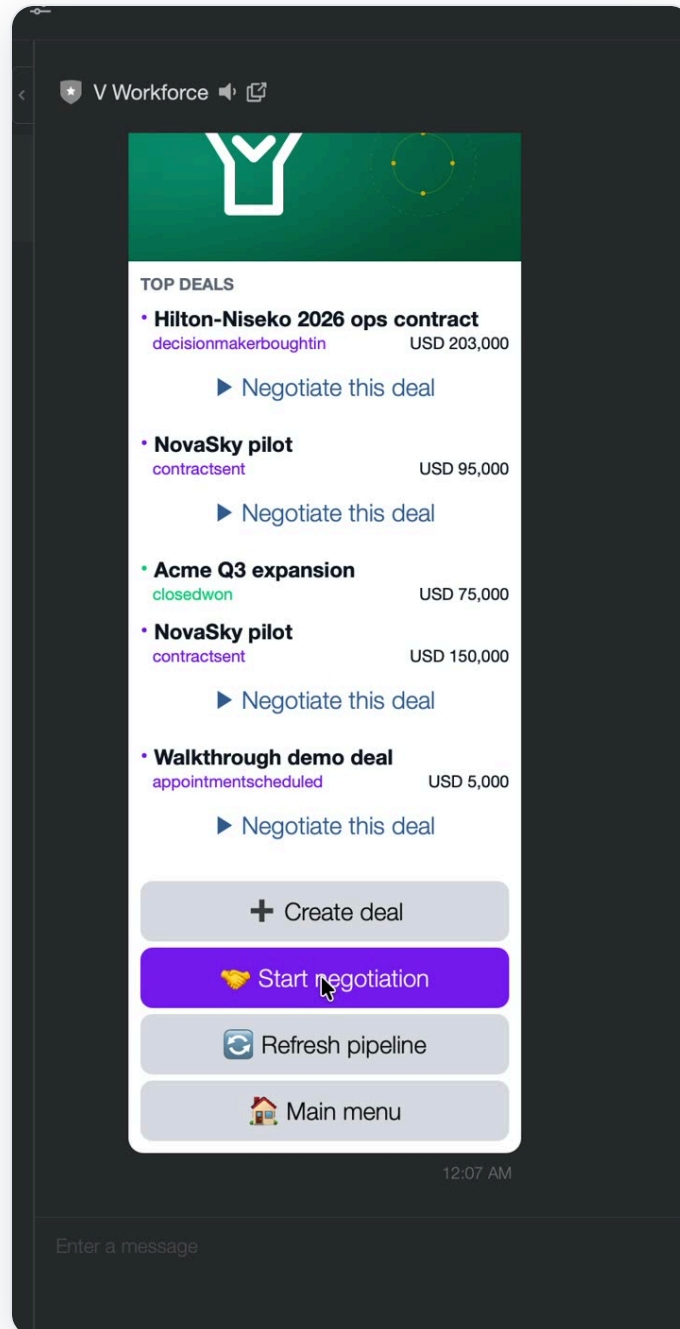 V Workforce
TOP DEALS
• Hilton-Niseko 2026 ops contract
decisionmakerboughtin USD 203,000
▶ Negotiate this deal
• NovaSky pilot
contractsent USD 95,000
▶ Negotiate this deal
• Acme Q3 expansion
closedwon USD 75,000
• NovaSky pilot
contractsent USD 150,000
▶ Negotiate this deal
• Walkthrough demo deal
appointmentscheduled USD 5,000
▶ Negotiate this deal
➕ Create deal
🤝 Start negotiation
🔄 Refresh pipeline
🏠 Main menu
12:07 AM
Enter a message